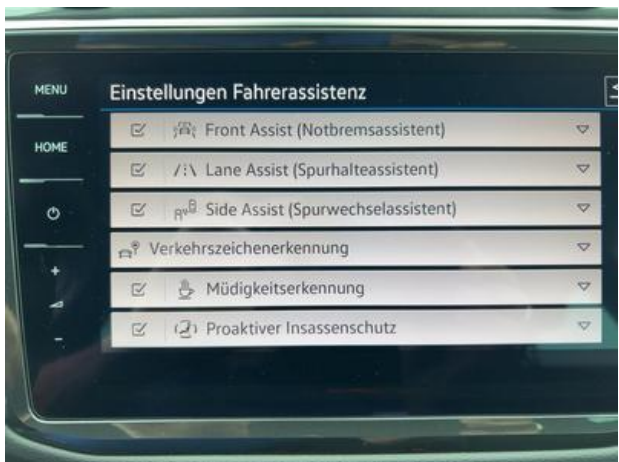 MENU
Einstellungen Fahrerassistenz
HOME
Front Assist (Notbremsassistent)
Lane Assist (Spurhalteassistent)
Side Assist (Spurwechselassistent)
Verkehrszeichenerkennung
Müdigkeitserkennung
Proaktiver Insassenschutz
+
-